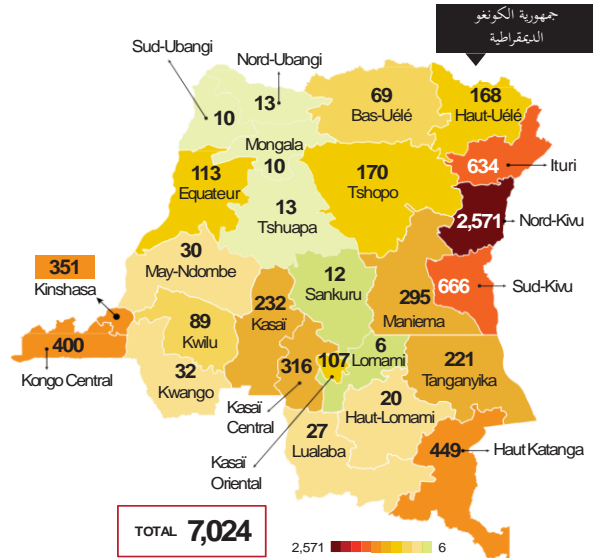 جمهورية الكونغو
الديمقراطية
Sud-Ubangi
Nord-Ubangi
10
13
69
Bas-Uélé
168
Haut-Uélé
Mongala
10
634
Ituri
113
Equateur
170
Tshopo
13
Tshuapa
2,571
Nord-Kivu
30
May-Ndombe
12
Sankuru
351
Kinshasa
232
Kasaï
295
Maniema
666
Sud-Kivu
89
Kwilu
400
Kongo Central
32
Kwango
316
107
6
Lomami
221
Tanganyika
Kasaï
Central
20
Haut-Lomami
27
Lualaba
Kasaï
Oriental
449
Haut Katanga
TOTAL 7,024
2,571 6